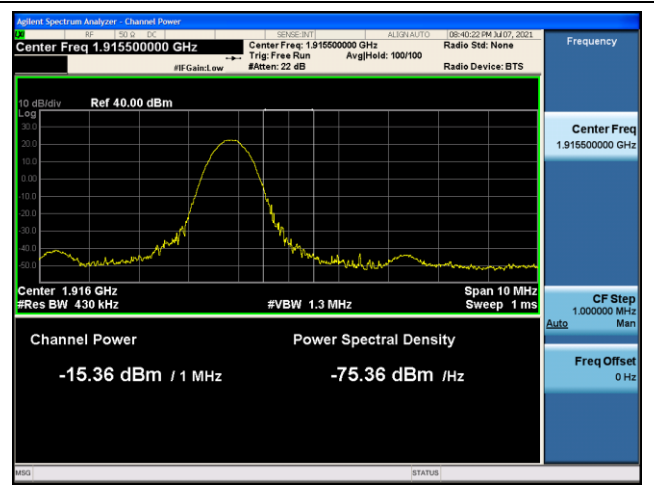 Agilent Spectrum Analyzer - Channel Power
RF 50 Ω DC SENSE:INT ALIGN AUTO 08:40:22 PM Jul 07, 2021
Center Freq 1.915500000 GHz Center Freq: 1.915500000 GHz Radio Std: None
Trig: Free Run Avg|Hold: 100/100
#IFGain:Low #Atten: 22 dB Radio Device: BTS
Frequency
10 dB/div Ref 40.00 dBm
Log
30.0
20.0
10.0
0.00
-10.0
-20.0
-30.0
-40.0
-50.0
Center 1.916 GHz Span 10 MHz
#Res BW 430 kHz #VBW 1.3 MHz Sweep 1 ms
Channel Power Power Spectral Density
-15.36 dBm / 1 MHz -75.36 dBm /Hz
Center Freq
1.915500000 GHz
CF Step
1.000000 MHz
Auto Man
Freq Offset
0 Hz
MSG STATUS